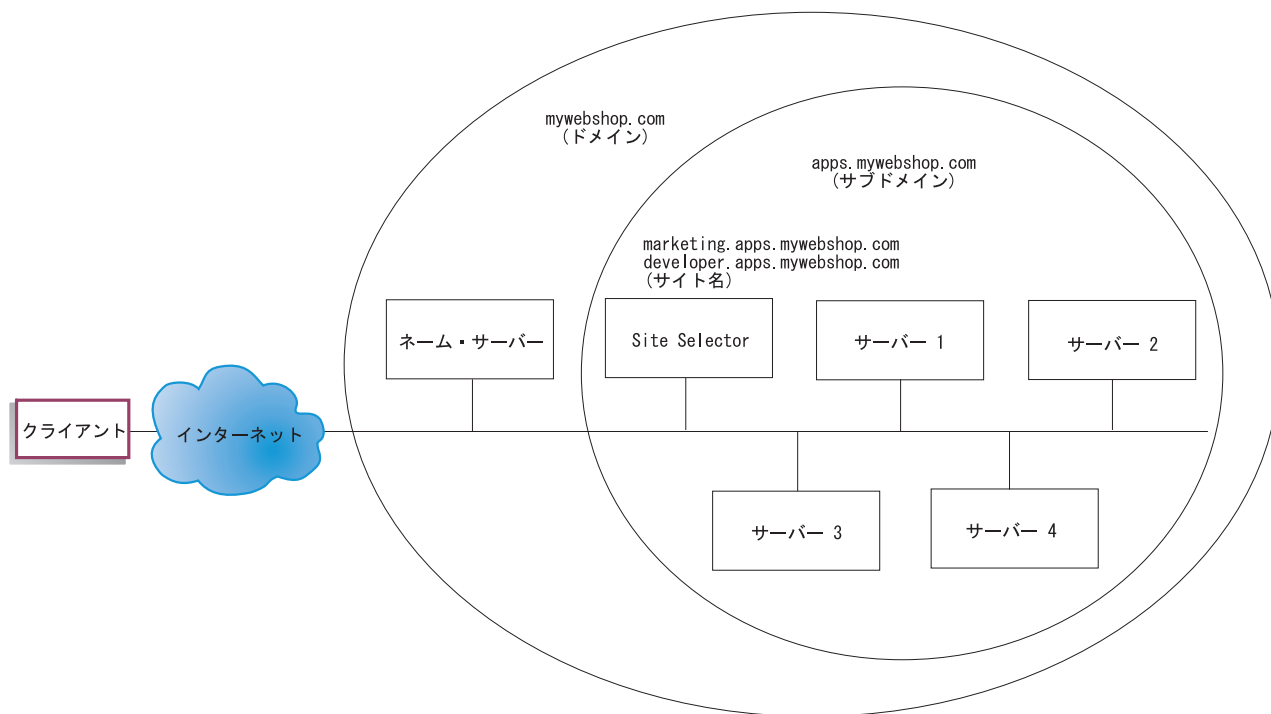 mywebshop.com
(ドメイン)
apps.mywebshop.com
(サブドメイン)
marketing.apps.mywebshop.com
developer.apps.mywebshop.com
(サイト名)
ネーム・サーバー
Site Selector
サーバー 1
サーバー 2
クライアント
インターネット
サーバー 3
サーバー 4